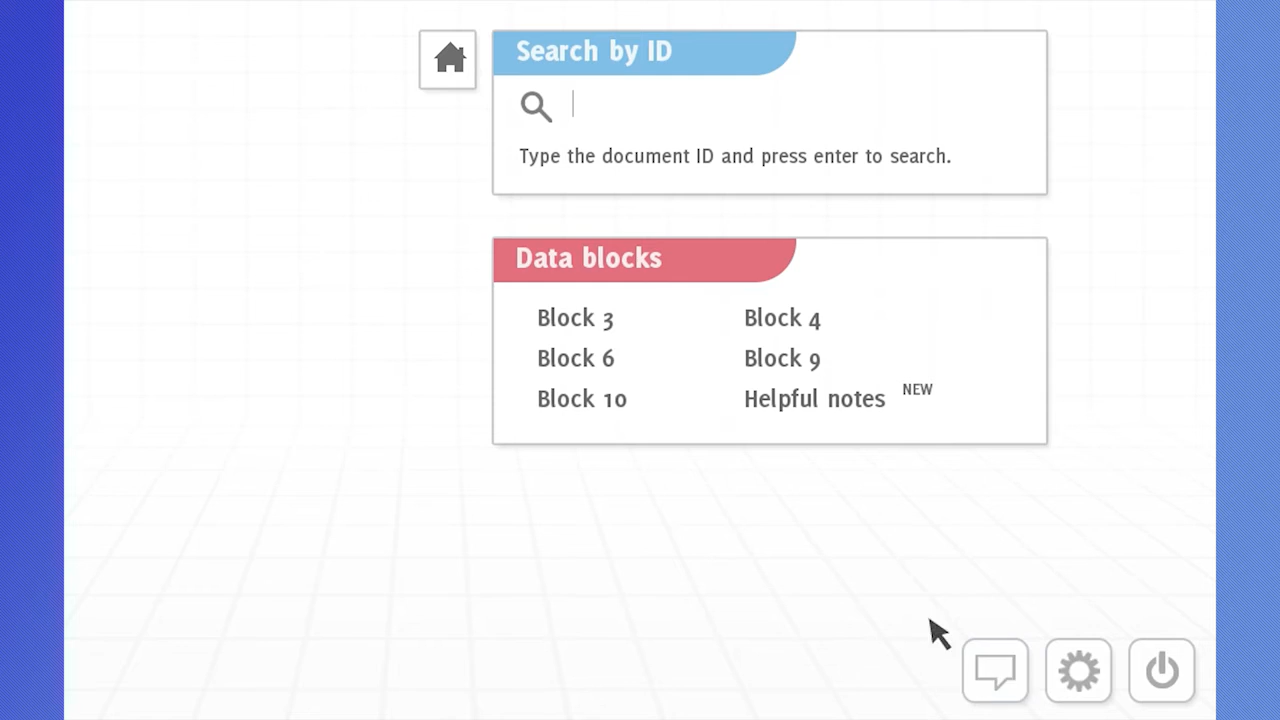 Search by ID
Type the document ID and press enter to search.
Data blocks
Block 3 Block 4
Block 6 Block 9
Block 10 Helpful notes NEW